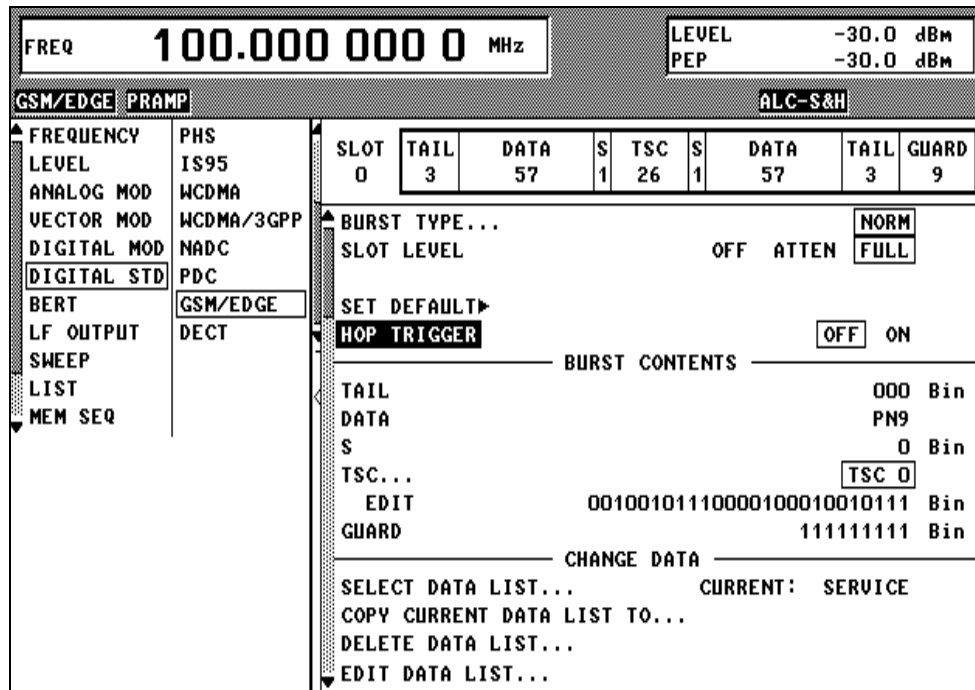 FREQ 100.000 000 0 MHz
LEVEL -30.0 dBm
PEP -30.0 dBm
GSM/EDGE PRAMP ALC-S&H
FREQUENCY
LEVEL
ANALOG MOD
VECTOR MOD
DIGITAL MOD
DIGITAL STD
BERT
LF OUTPUT
SWEEP
LIST
MEM SEQ
PHS
IS95
WCDMA
WCDMA/3GPP
NADC
PDC
GSM/EDGE
DECT
SLOT TAIL DATA S TSC S DATA TAIL GUARD
0 3 57 1 26 1 57 3 9
BURST TYPE... NORM
SLOT LEVEL OFF ATTEN FULL
SET DEFAULT▶
HOP TRIGGER OFF ON
BURST CONTENTS
TAIL 000 Bin
DATA PN9
S 0 Bin
TSC... TSC 0
EDIT 00100101110000100010010111 Bin
GUARD 111111111 Bin
CHANGE DATA
SELECT DATA LIST... CURRENT: SERVICE
COPY CURRENT DATA LIST TO...
DELETE DATA LIST...
EDIT DATA LIST...